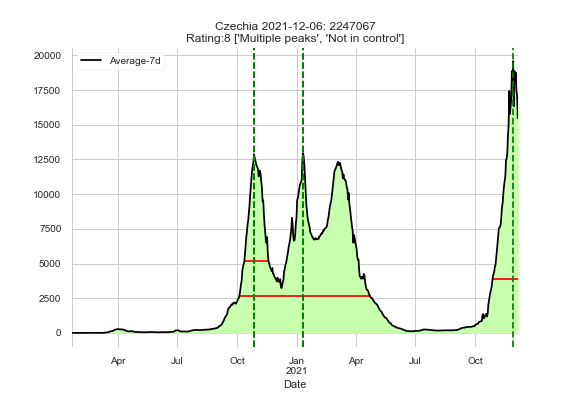 Czechia 2021-12-06: 2247067
Rating:8 ['Multiple peaks', 'Not in control']
Average-7d
20000
17500
15000
12500
10000
7500
5000
2500
0
Apr Jul Oct Jan Apr Jul Oct
2021
Date